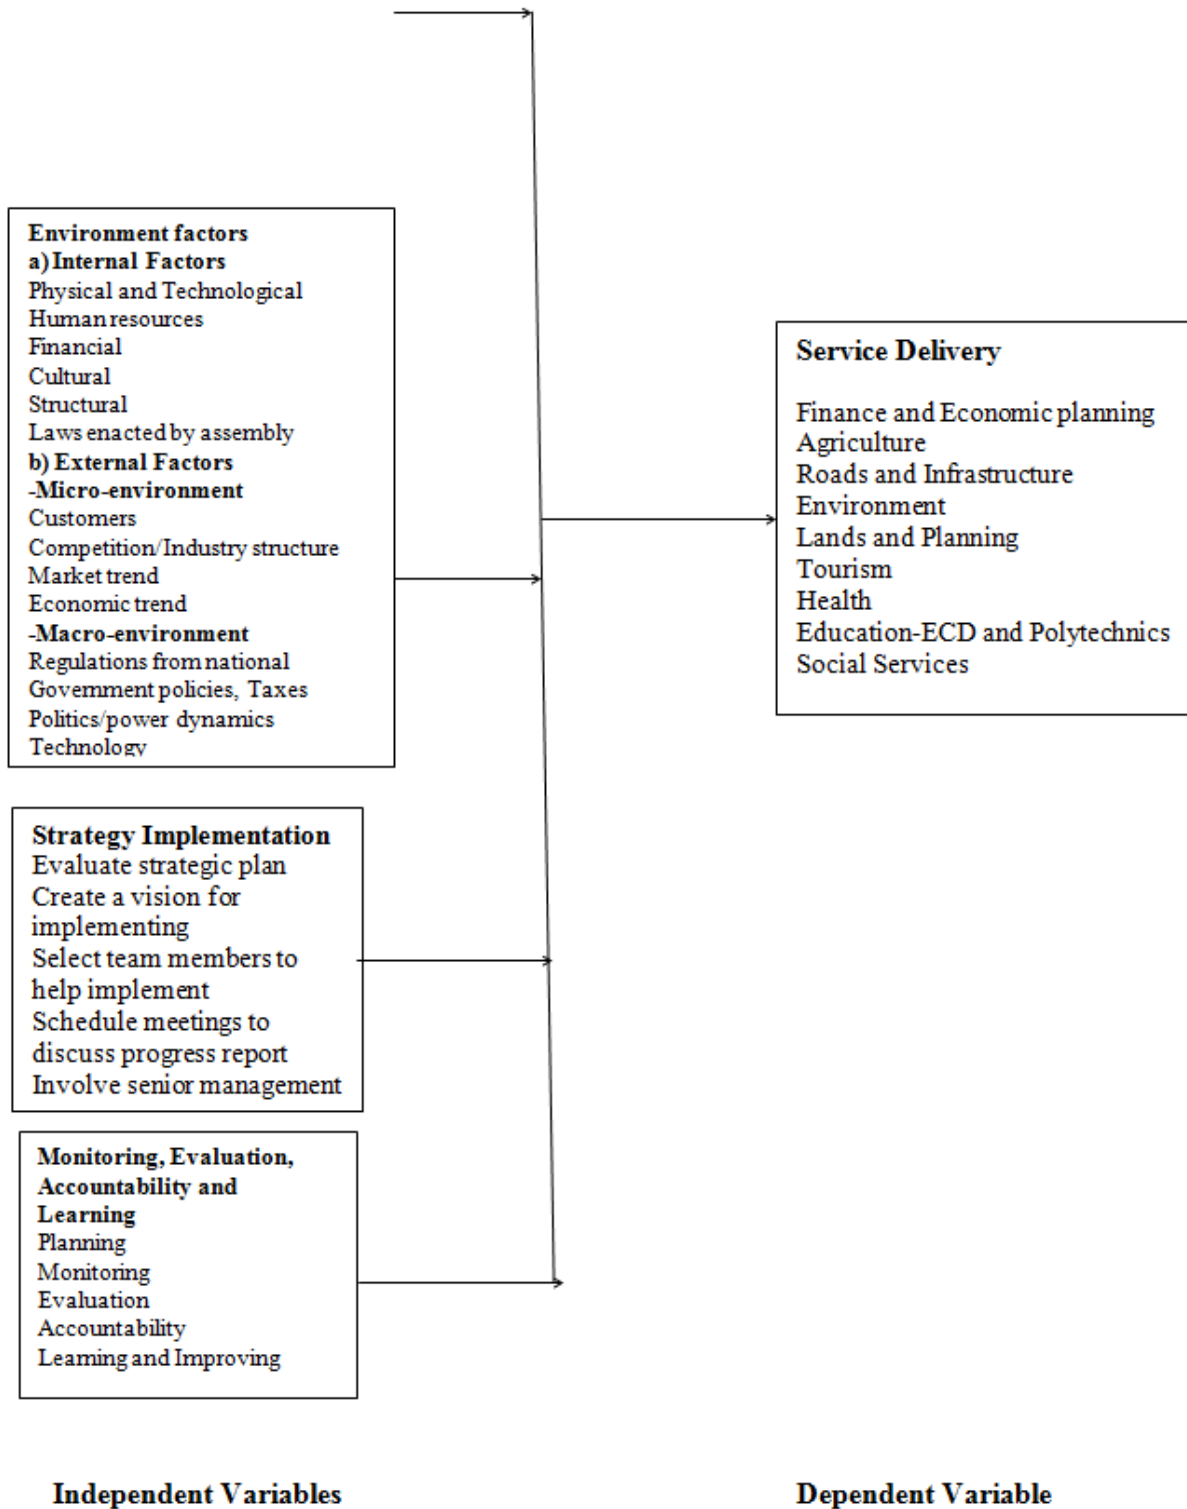 Environment factors
a) Internal Factors
Physical and Technological
Human resources
Financial
Cultural
Structural
Laws enacted by assembly
b) External Factors
-Micro-environment
Customers
Competition/Industry structure
Market trend
Economic trend
-Macro-environment
Regulations from national
Government policies, Taxes
Politics/power dynamics
Technology
Strategy Implementation
Evaluate strategic plan
Create a vision for
implementing
Select team members to
help implement
Schedule meetings to
discuss progress report
Involve senior management
Monitoring, Evaluation,
Accountability and
Learning
Planning
Monitoring
Evaluation
Accountability
Learning and Improving
Service Delivery
Finance and Economic planning
Agriculture
Roads and Infrastructure
Environment
Lands and Planning
Tourism
Health
Education-ECD and Polytechnics
Social Services
Independent Variables
Dependent Variable